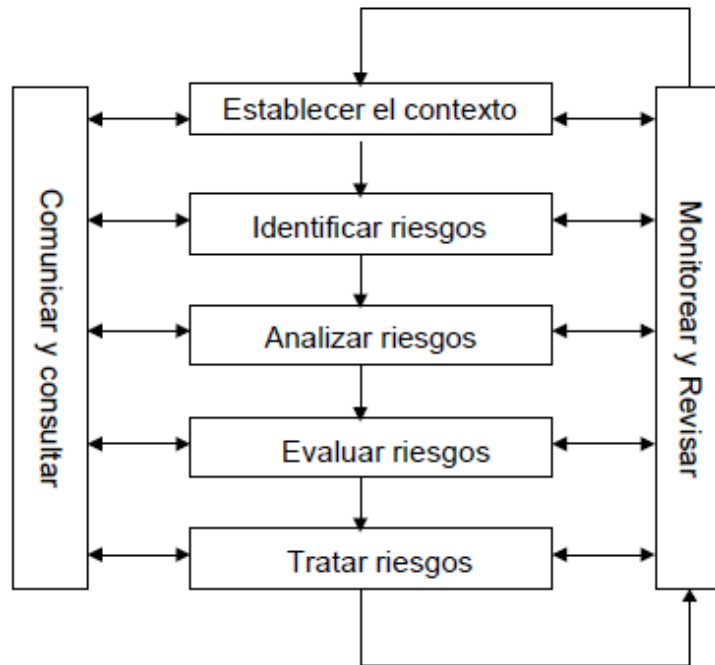 Establecer el contexto
Identificar riesgos
Analizar riesgos
Evaluar riesgos
Tratar riesgos
Comunicar y consultar
Monitorear y Revisar